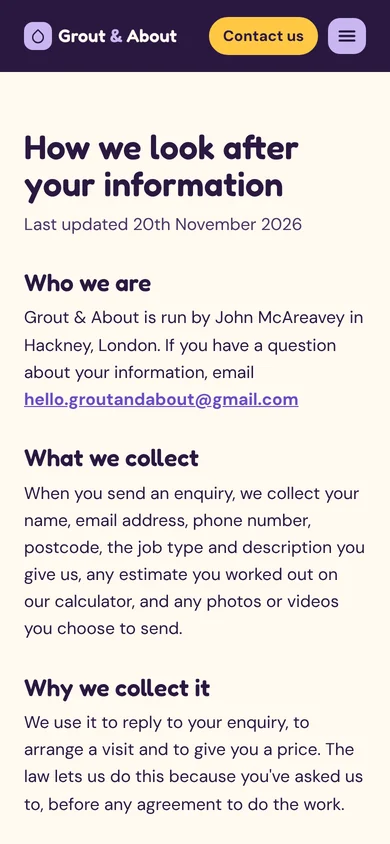 Grout & About
Contact us
How we look after
your information
Last updated 20th November 2026
Who we are
Grout & About is run by John McAreavey in
Hackney, London. If you have a question
about your information, email
hello.groutandabout@gmail.com
What we collect
When you send an enquiry, we collect your
name, email address, phone number,
postcode, the job type and description you
give us, any estimate you worked out on
our calculator, and any photos or videos
you choose to send.
Why we collect it
We use it to reply to your enquiry, to
arrange a visit and to give you a price. The
law lets us do this because you've asked us
to, before any agreement to do the work.